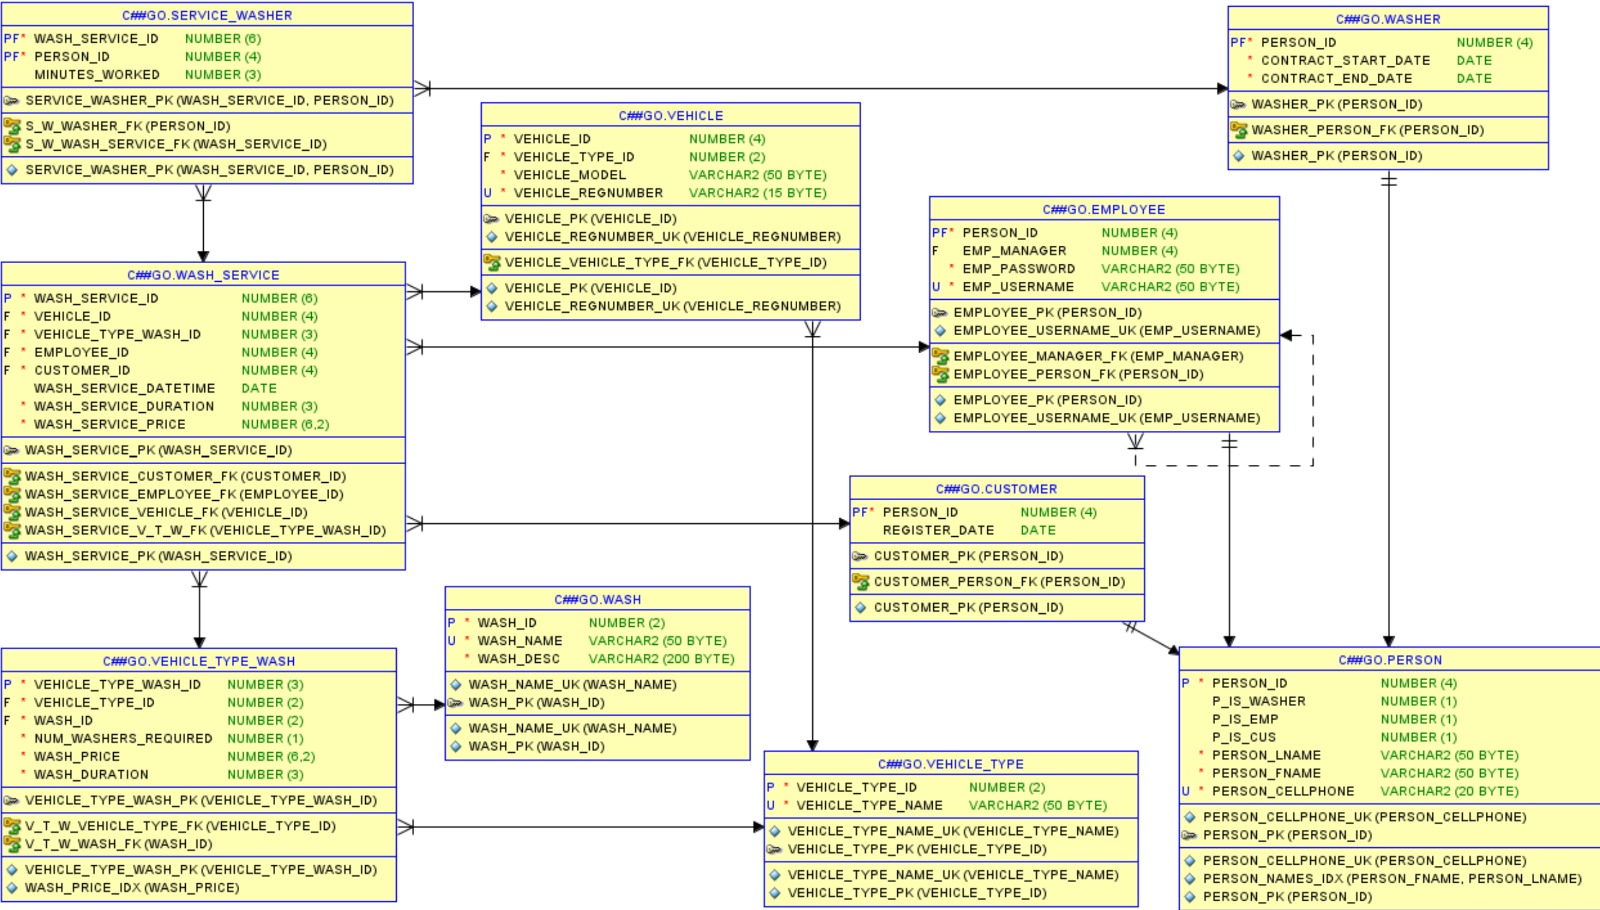 C##GO.SERVICE_WASHER
PF* WASH_SERVICE_ID NUMBER (6)
PF* PERSON_ID NUMBER (4)
MINUTES_WORKED NUMBER (3)
SERVICE_WASHER_PK (WASH_SERVICE_ID, PERSON_ID)
S_W_WASHER_FK (PERSON_ID)
S_W_WASH_SERVICE_FK (WASH_SERVICE_ID)
SERVICE_WASHER_PK (WASH_SERVICE_ID, PERSON_ID)
C##GO.WASHER
PF* PERSON_ID NUMBER (4)
* CONTRACT_START_DATE DATE
* CONTRACT_END_DATE DATE
WASHER_PK (PERSON_ID)
WASHER_PERSON_FK (PERSON_ID)
WASHER_PK (PERSON_ID)
C##GO.VEHICLE
P * VEHICLE_ID NUMBER (4)
F * VEHICLE_TYPE_ID NUMBER (2)
* VEHICLE_MODEL VARCHAR2 (50 BYTE)
U * VEHICLE_REGNUMBER VARCHAR2 (15 BYTE)
VEHICLE_PK (VEHICLE_ID)
VEHICLE_REGNUMBER_UK (VEHICLE_REGNUMBER)
VEHICLE_VEHICLE_TYPE_FK (VEHICLE_TYPE_ID)
VEHICLE_PK (VEHICLE_ID)
VEHICLE_REGNUMBER_UK (VEHICLE_REGNUMBER)
C##GO.EMPLOYEE
PF* PERSON_ID NUMBER (4)
F EMP_MANAGER NUMBER (4)
* EMP_PASSWORD VARCHAR2 (50 BYTE)
U * EMP_USERNAME VARCHAR2 (50 BYTE)
EMPLOYEE_PK (PERSON_ID)
EMPLOYEE_USERNAME_UK (EMP_USERNAME)
EMPLOYEE_MANAGER_FK (EMP_MANAGER)
EMPLOYEE_PERSON_FK (PERSON_ID)
EMPLOYEE_PK (PERSON_ID)
EMPLOYEE_USERNAME_UK (EMP_USERNAME)
C##GO.WASH_SERVICE
P * WASH_SERVICE_ID NUMBER (6)
F * VEHICLE_ID NUMBER (4)
F * VEHICLE_TYPE_WASH_ID NUMBER (3)
F * EMPLOYEE_ID NUMBER (4)
F * CUSTOMER_ID NUMBER (4)
WASH_SERVICE_DATETIME DATE
* WASH_SERVICE_DURATION NUMBER (3)
* WASH_SERVICE_PRICE NUMBER (6,2)
WASH_SERVICE_PK (WASH_SERVICE_ID)
WASH_SERVICE_CUSTOMER_FK (CUSTOMER_ID)
WASH_SERVICE_EMPLOYEE_FK (EMPLOYEE_ID)
WASH_SERVICE_VEHICLE_FK (VEHICLE_ID)
WASH_SERVICE_V_T_W_FK (VEHICLE_TYPE_WASH_ID)
WASH_SERVICE_PK (WASH_SERVICE_ID)
C##GO.CUSTOMER
PF* PERSON_ID NUMBER (4)
REGISTER_DATE DATE
CUSTOMER_PK (PERSON_ID)
CUSTOMER_PERSON_FK (PERSON_ID)
CUSTOMER_PK (PERSON_ID)
C##GO.WASH
P * WASH_ID NUMBER (2)
U * WASH_NAME VARCHAR2 (50 BYTE)
* WASH_DESC VARCHAR2 (200 BYTE)
WASH_NAME_UK (WASH_NAME)
WASH_PK (WASH_ID)
WASH_NAME_UK (WASH_NAME)
WASH_PK (WASH_ID)
C##GO.VEHICLE_TYPE_WASH
P * VEHICLE_TYPE_WASH_ID NUMBER (3)
F * VEHICLE_TYPE_ID NUMBER (2)
F * WASH_ID NUMBER (2)
* NUM_WASHERS_REQUIRED NUMBER (1)
* WASH_PRICE NUMBER (6,2)
* WASH_DURATION NUMBER (3)
VEHICLE_TYPE_WASH_PK (VEHICLE_TYPE_WASH_ID)
V_T_W_VEHICLE_TYPE_FK (VEHICLE_TYPE_ID)
V_T_W_WASH_FK (WASH_ID)
VEHICLE_TYPE_WASH_PK (VEHICLE_TYPE_WASH_ID)
WASH_PRICE_IDX (WASH_PRICE)
C##GO.VEHICLE_TYPE
P * VEHICLE_TYPE_ID NUMBER (2)
U * VEHICLE_TYPE_NAME VARCHAR2 (50 BYTE)
VEHICLE_TYPE_NAME_UK (VEHICLE_TYPE_NAME)
VEHICLE_TYPE_PK (VEHICLE_TYPE_ID)
VEHICLE_TYPE_NAME_UK (VEHICLE_TYPE_NAME)
VEHICLE_TYPE_PK (VEHICLE_TYPE_ID)
C##GO.PERSON
P * PERSON_ID NUMBER (4)
P_IS_WASHER NUMBER (1)
P_IS_EMP NUMBER (1)
P_IS_CUS NUMBER (1)
* PERSON_LNAME VARCHAR2 (50 BYTE)
* PERSON_FNAME VARCHAR2 (50 BYTE)
U * PERSON_CELLPHONE VARCHAR2 (20 BYTE)
PERSON_CELLPHONE_UK (PERSON_CELLPHONE)
PERSON_PK (PERSON_ID)
PERSON_CELLPHONE_UK (PERSON_CELLPHONE)
PERSON_NAMES_IDX (PERSON_FNAME, PERSON_LNAME)
PERSON_PK (PERSON_ID)